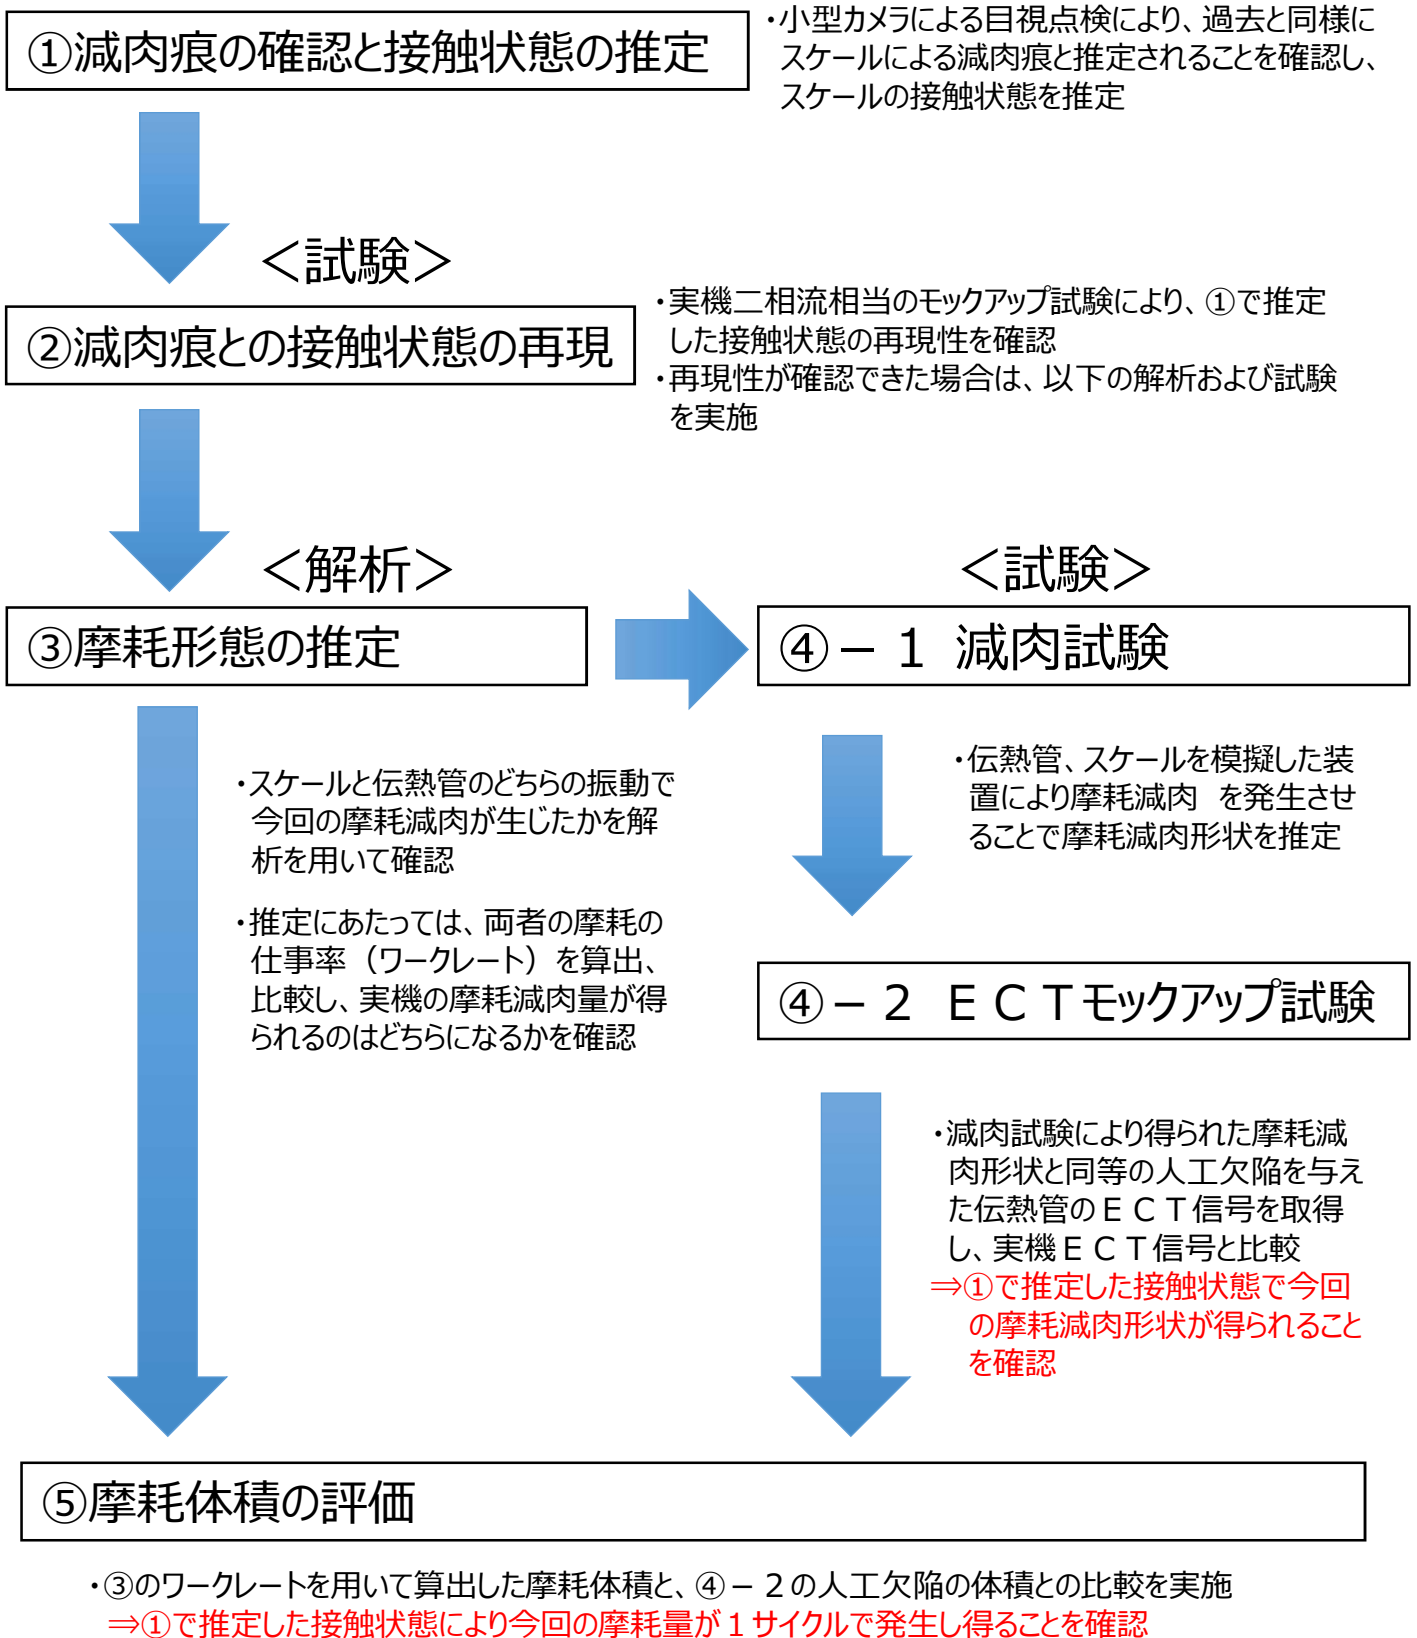 ①減肉痕の確認と接触状態の推定
・小型カメラによる目視点検により、過去と同様に
スケールによる減肉痕と推定されることを確認し、
スケールの接触状態を推定
＜試験＞
②減肉痕との接触状態の再現
・実機二相流相当のモックアップ試験により、①で推定
した接触状態の再現性を確認
・再現性が確認できた場合は、以下の解析および試験
を実施
＜解析＞
③摩耗形態の推定
・スケールと伝熱管のどちらの振動で
今回の摩耗減肉が生じたかを解
析を用いて確認
・推定にあたっては、両者の摩耗の
仕事率（ワークレート）を算出、
比較し、実機の摩耗減肉量が得
られるのはどちらになるかを確認
＜試験＞
④－１ 減肉試験
・伝熱管、スケールを模擬した装
置により摩耗減肉 を発生させ
ることで摩耗減肉形状を推定
④－２ ＥＣＴモックアップ試験
・減肉試験により得られた摩耗減
肉形状と同等の人工欠陥を与え
た伝熱管のＥＣＴ信号を取得
し、実機ＥＣＴ信号と比較
⇒①で推定した接触状態で今回
の摩耗減肉形状が得られること
を確認
⑤摩耗体積の評価
・③のワークレートを用いて算出した摩耗体積と、④－２の人工欠陥の体積との比較を実施
⇒①で推定した接触状態により今回の摩耗量が１サイクルで発生し得ることを確認